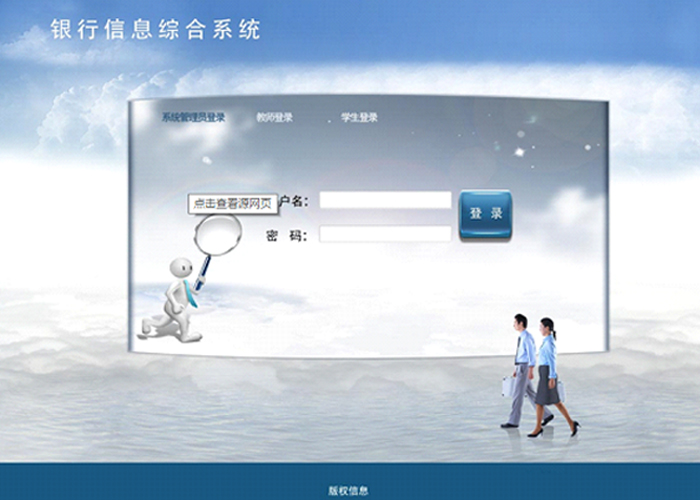 银行信息综合系统
系统管理员登录 教师登录 . 学生登录
点击查看源网页 户名：
登 录
密 码：
版权信息